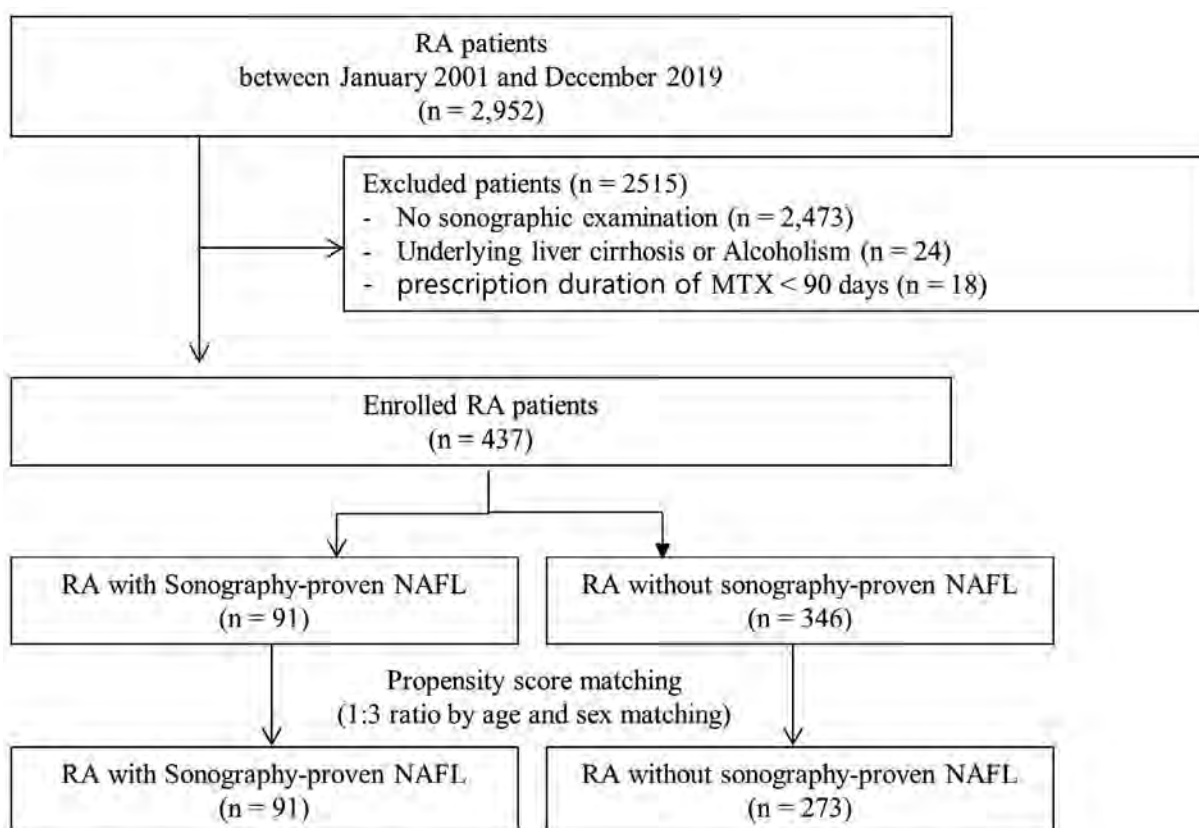 RA patients
between January 2001 and December 2019
(n = 2,952)
Excluded patients (n = 2515)
- No sonographic examination (n = 2,473)
- Underlying liver cirrhosis or Alcoholism (n = 24)
- prescription duration of MTX < 90 days (n = 18)
Enrolled RA patients
(n = 437)
RA with Sonography-proven NAFL
(n = 91)
RA without sonography-proven NAFL
(n = 346)
Propensity score matching
(1:3 ratio by age and sex matching)
RA with Sonography-proven NAFL
(n = 91)
RA without sonography-proven NAFL
(n = 273)